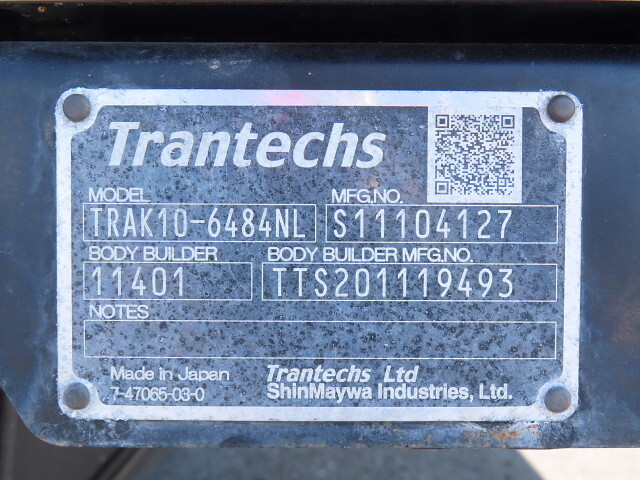 Trantechs
MODEL MFG.NO.
TRAK10-6484NL S11104127
BODY BUILDER BODY BUILDER MFG.NO.
11401 TTS201119493
NOTES
Made in Japan Trantechs Ltd
7-47065-03-0 ShinMaywa Industries, Ltd.